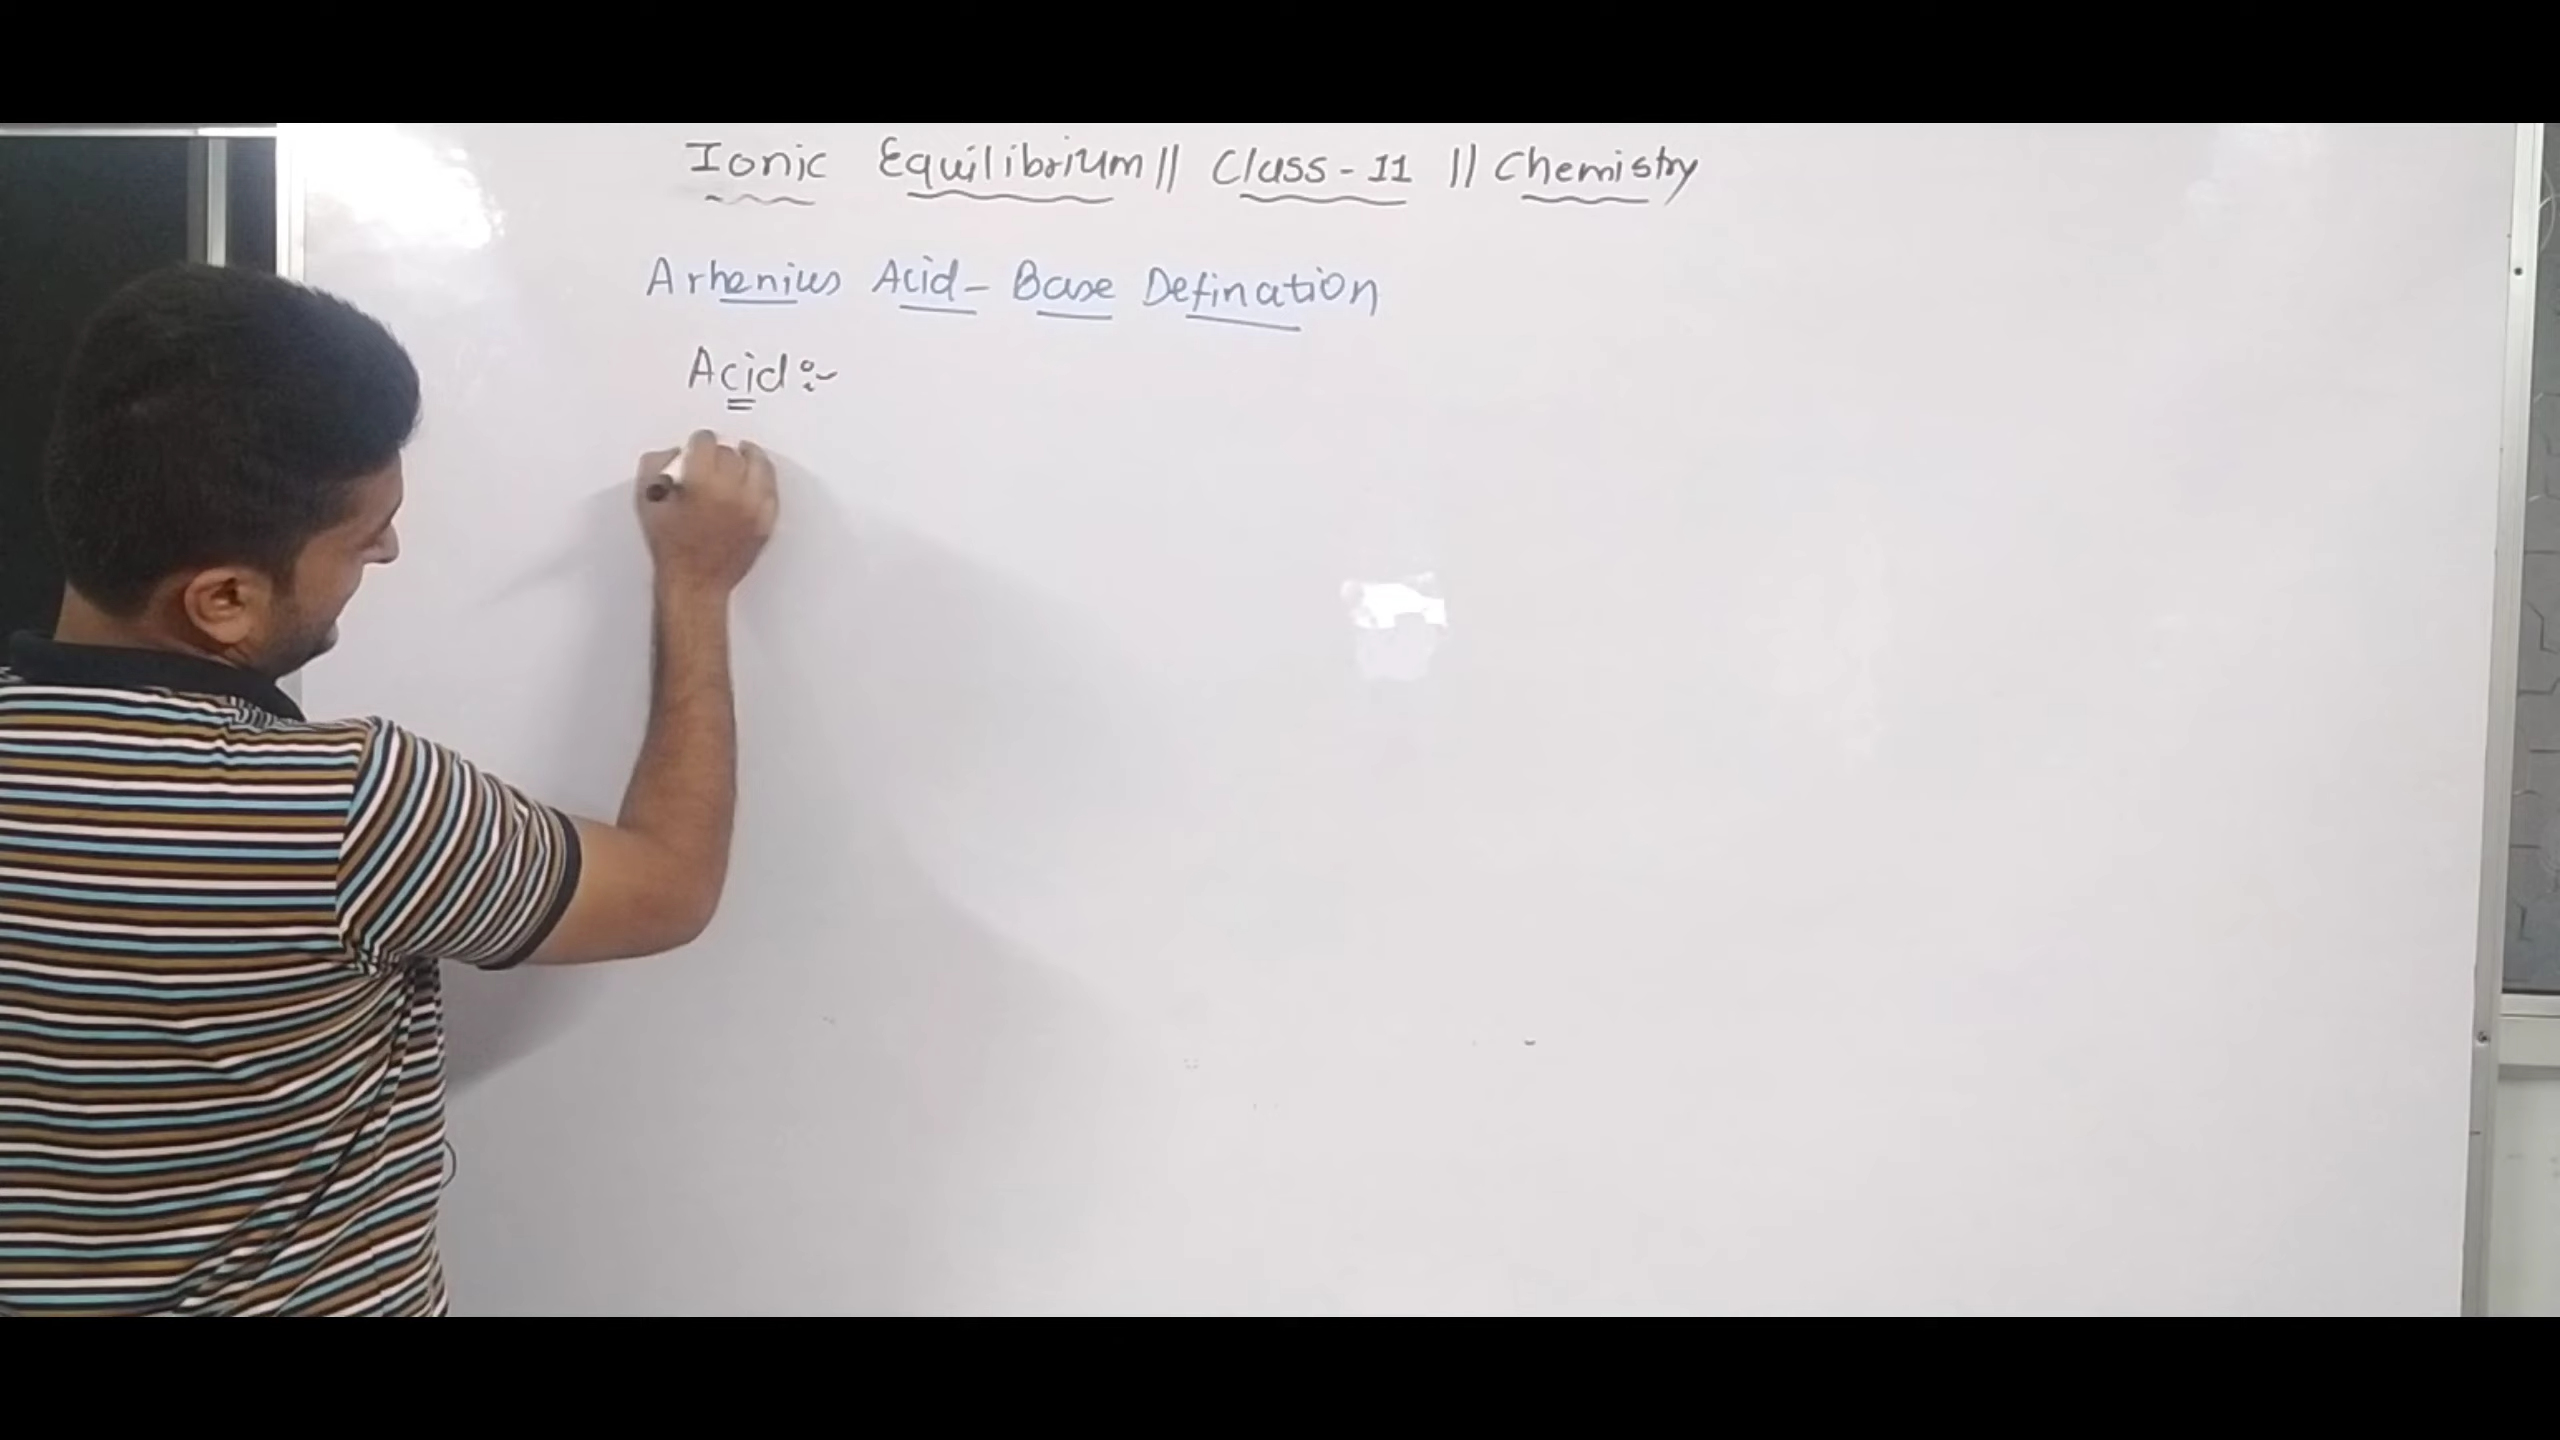 Ionic Equilibrium || Class - 11 || Chemistry
Arhenius Acid - Base Defination
Acid :-